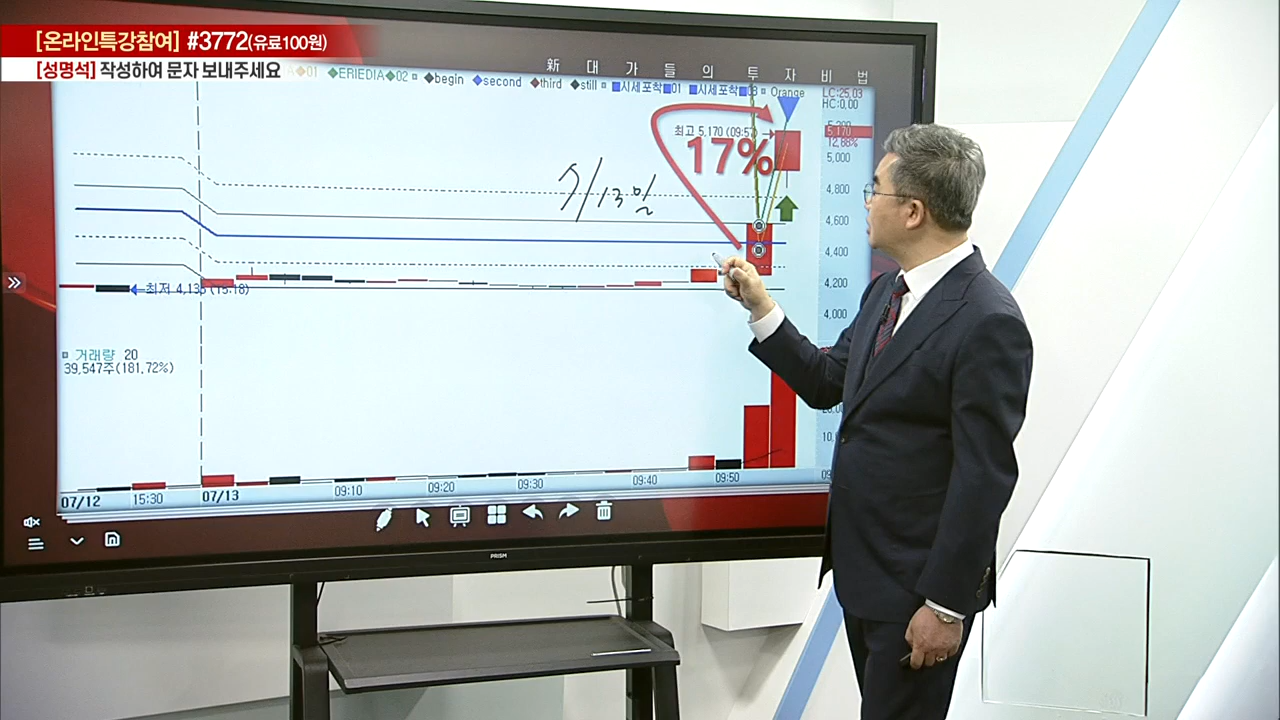 [온라인특강참여] #3772(유료100원)
[성명석] 작성하여 문자 보내주세요
新 대가들의 투자비법
01 ◆ERIEDIA◆02 ◆begin ◆second ◆third ◆still 시세포착 01 시세포착 03 Orange
LC:25,03
HC:0,00
최고 5,170 (09:57)
5,170
12,88%
17%
5,000
4,800
7/13일
4,600
4,400
4,200
최저 4,135 (15:18)
4,000
거래량 20
39,547주(181,72%)
07/12 15:30 07/13 09:10 09:20 09:30 09:40 09:50
PRISM